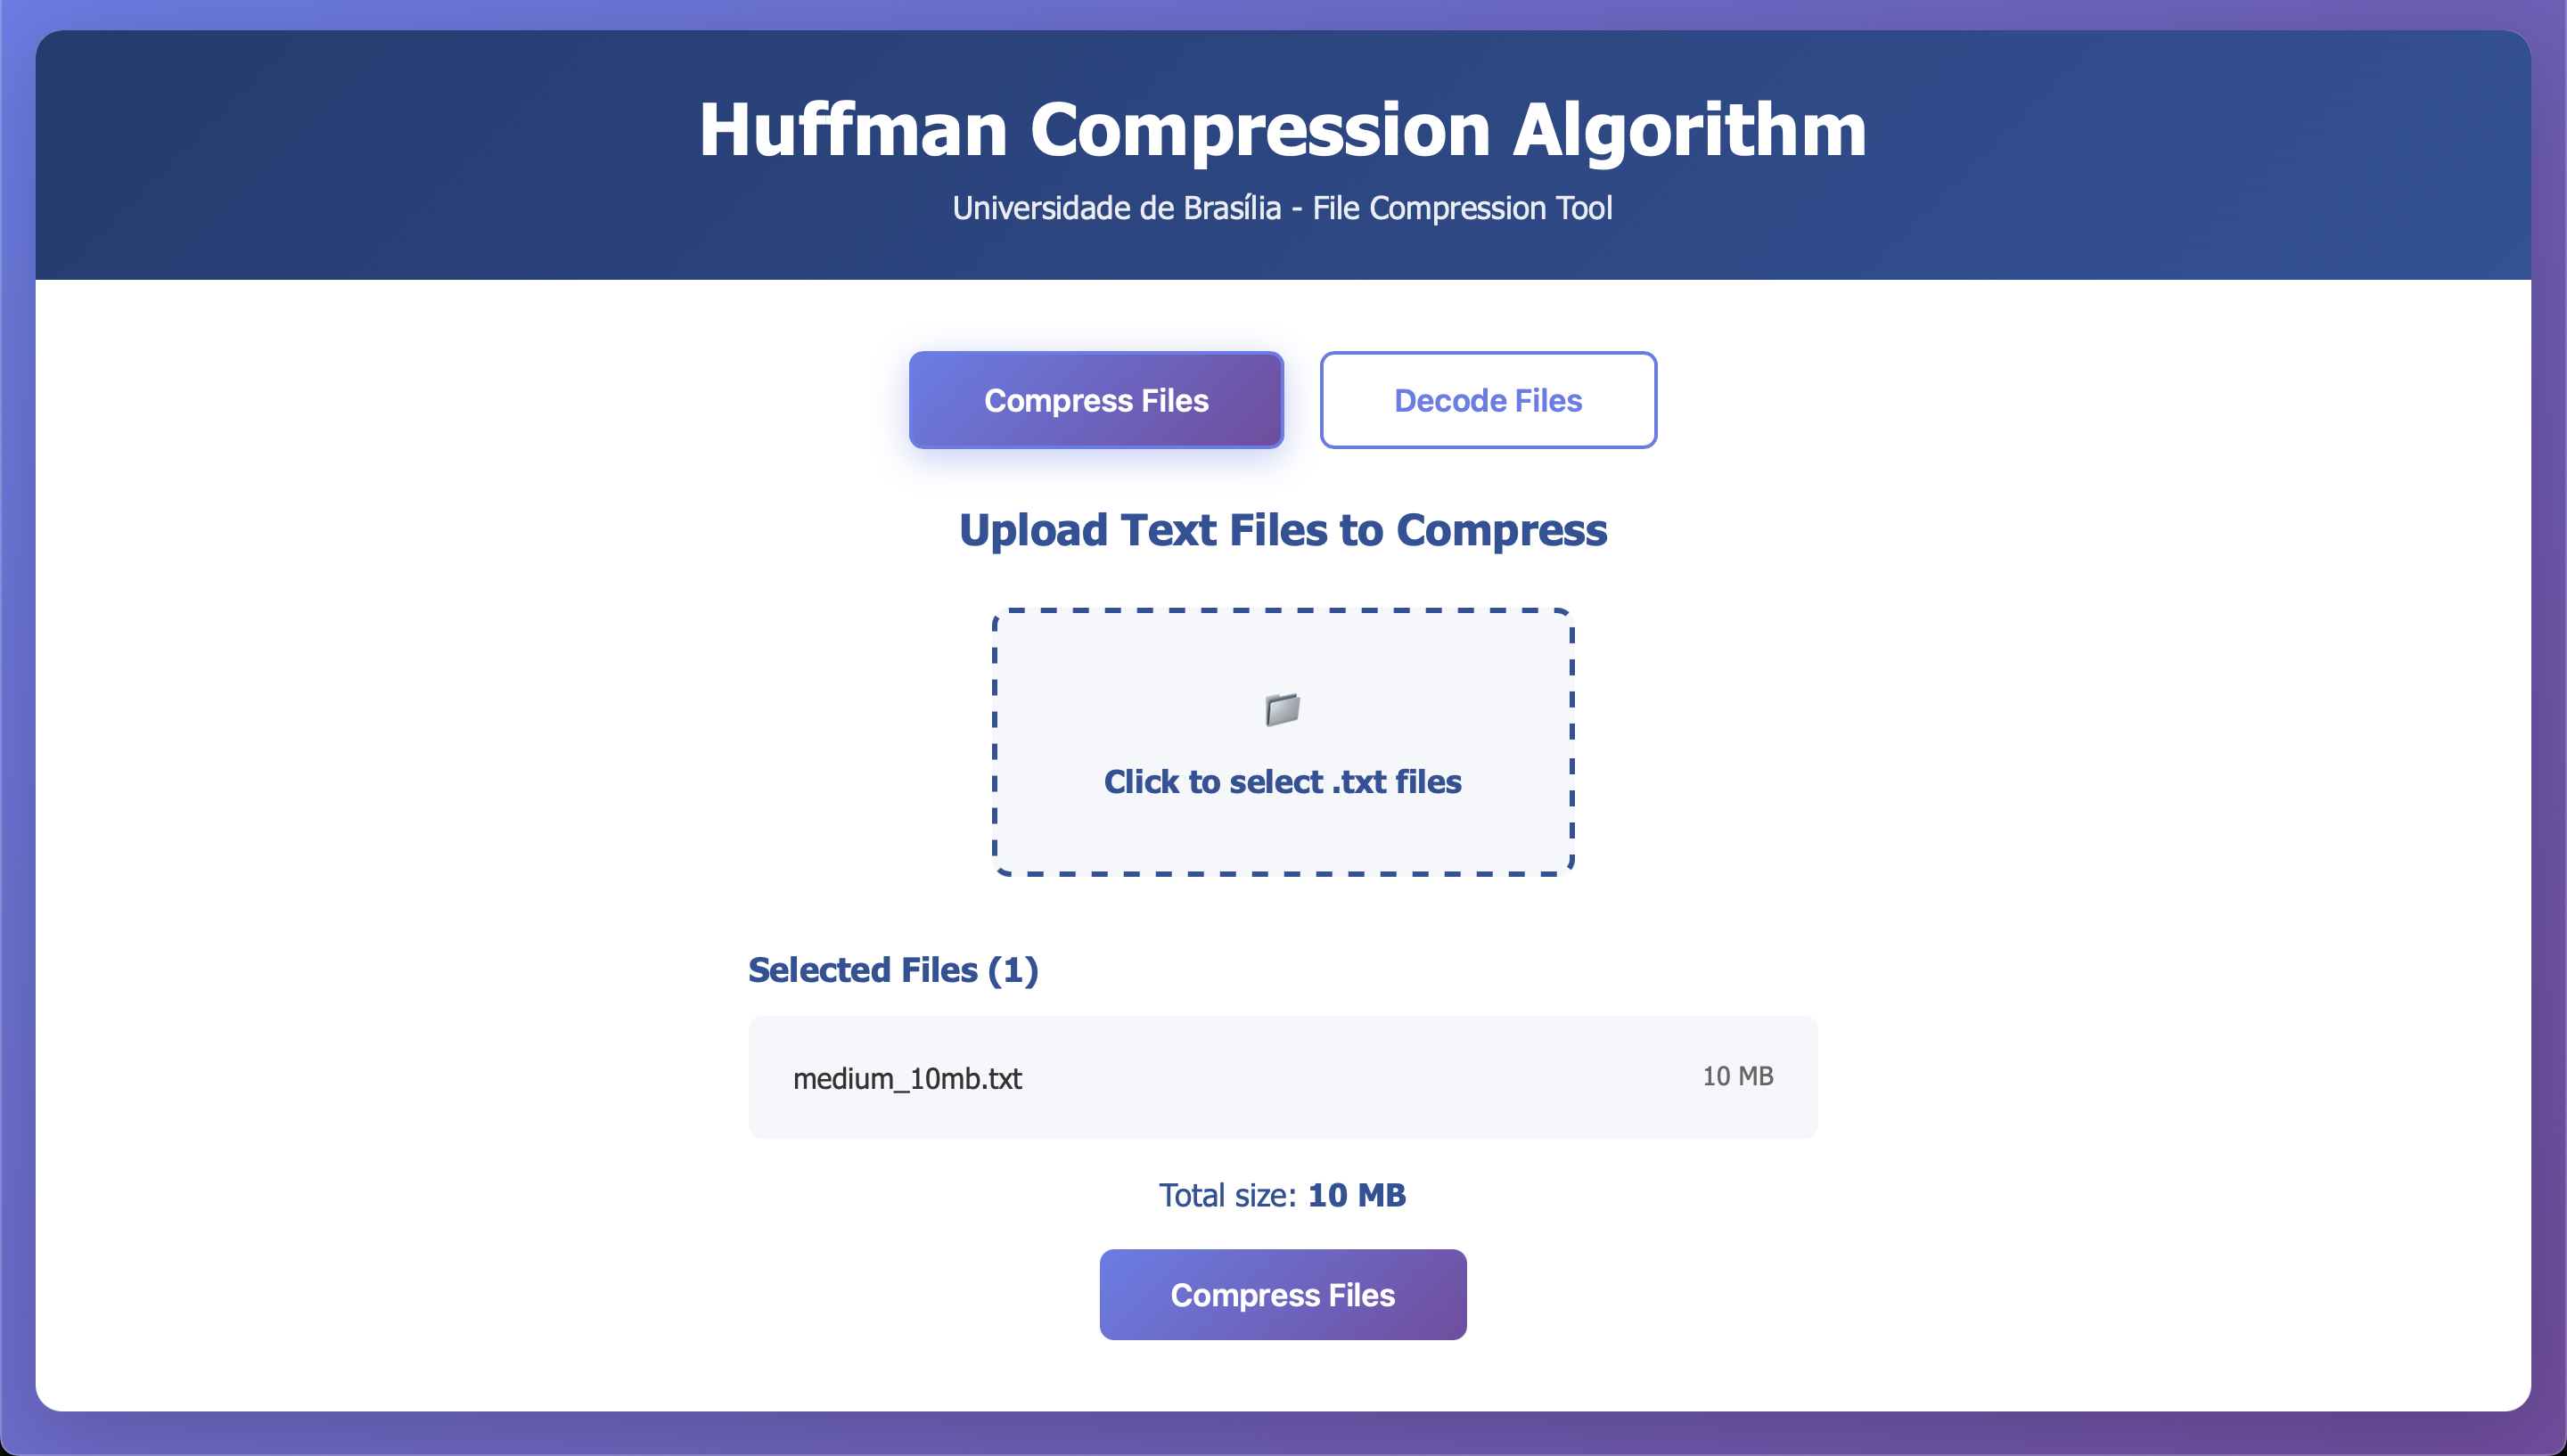 Huffman Compression Algorithm
Universidade de Brasília - File Compression Tool
Compress Files
Decode Files
Upload Text Files to Compress
Click to select .txt files
Selected Files (1)
medium_10mb.txt
10 MB
Total size: 10 MB
Compress Files